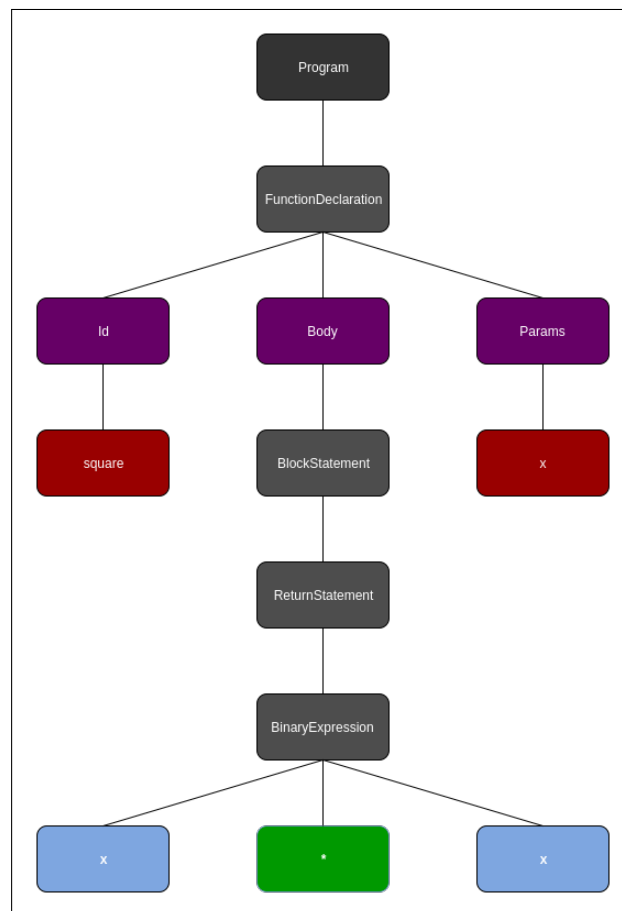 Program
FunctionDeclaration
Id
Body
Params
square
BlockStatement
x
ReturnStatement
BinaryExpression
x
*
x